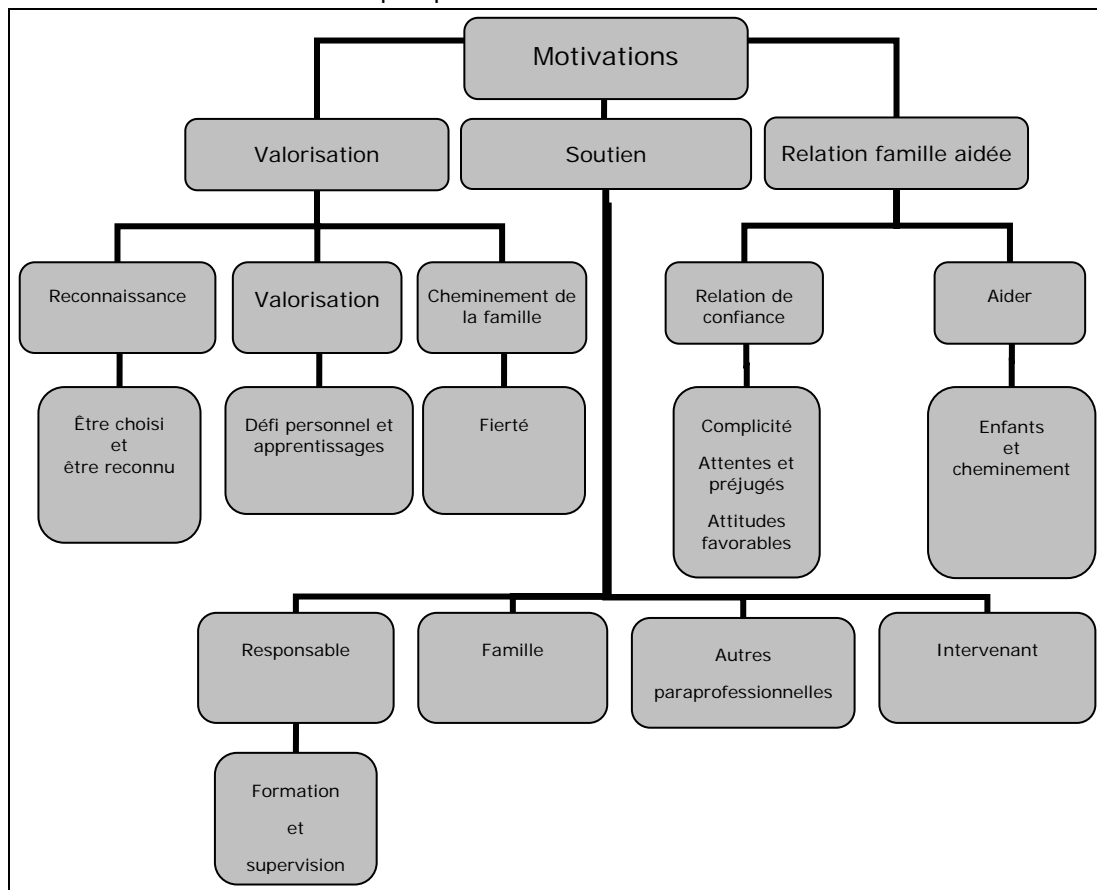 Motivations
Valorisation
Soutien
Relation famille aidée
Reconnaissance
Valorisation
Cheminement de
la famille
Relation de
confiance
Aider
Être choisi
et
être reconnu
Défi personnel et
apprentissages
Fierté
Complicité
Attentes et
préjugés
Attitudes
favorables
Enfants
et
cheminement
Responsable
Famille
Autres
paraprofessionnelles
Intervenant
Formation
et
supervision